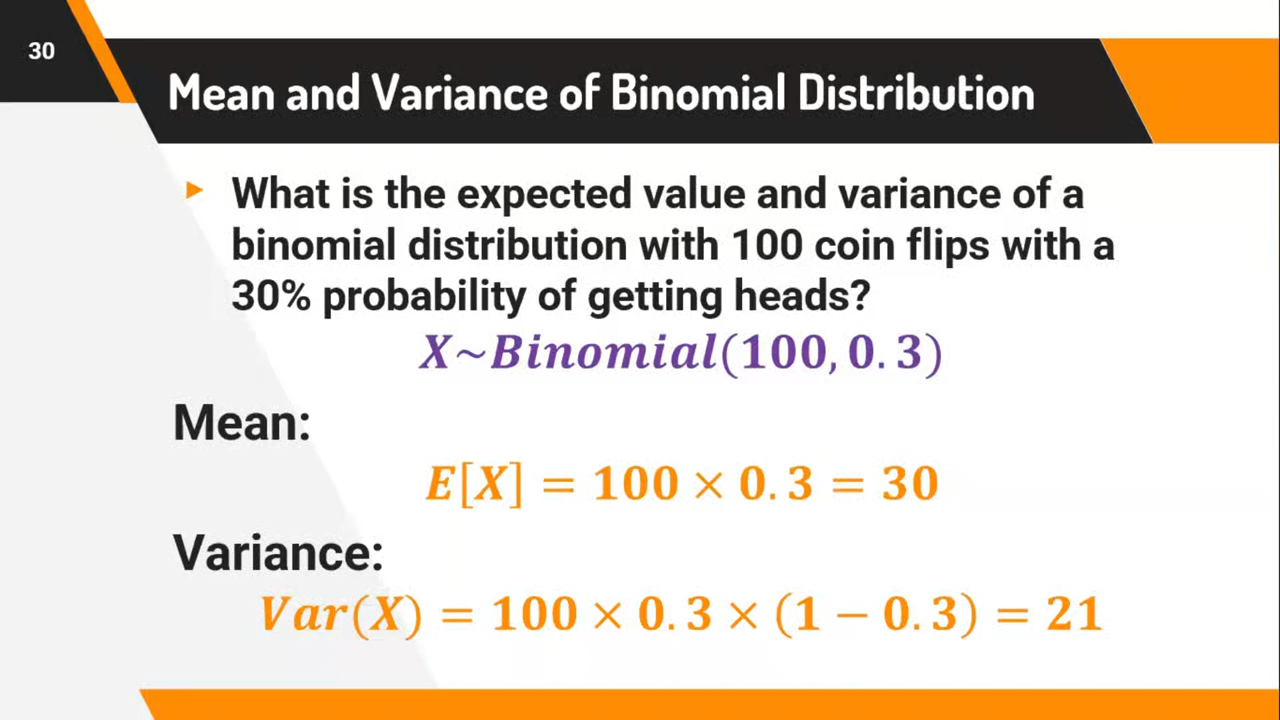 30
Mean and Variance of Binomial Distribution
► What is the expected value and variance of a
binomial distribution with 100 coin flips with a
30% probability of getting heads?
X~Binomial(100, 0.3)
Mean:
E[X] = 100 × 0.3 = 30
Variance:
Var(X) = 100 × 0.3 × (1 − 0.3) = 21